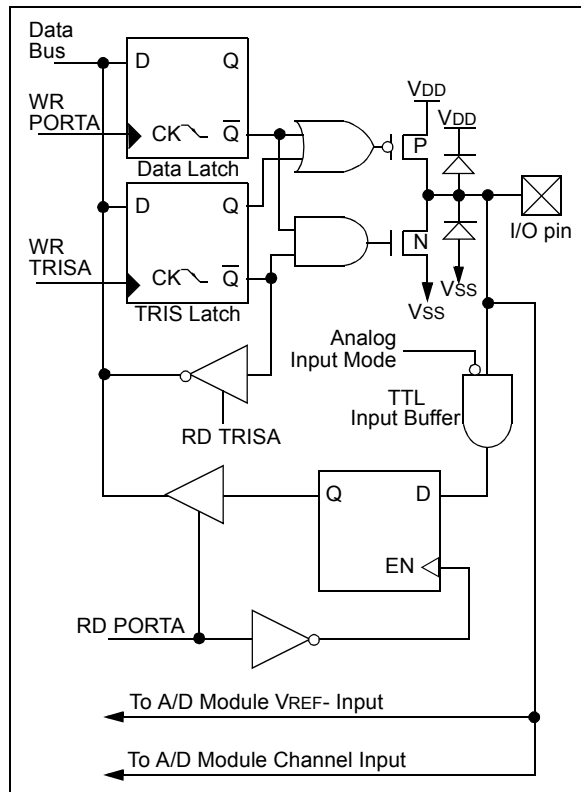 Data
Bus
D Q
VDD
WR
PORTA
CK Q
P
VDD
Data Latch
D Q
N
I/O pin
WR
TRISA
CK Q
VSS
VSS
TRIS Latch
Analog
Input Mode
TTL
Input Buffer
RD TRISA
Q D
EN
RD PORTA
To A/D Module VREF- Input
To A/D Module Channel Input